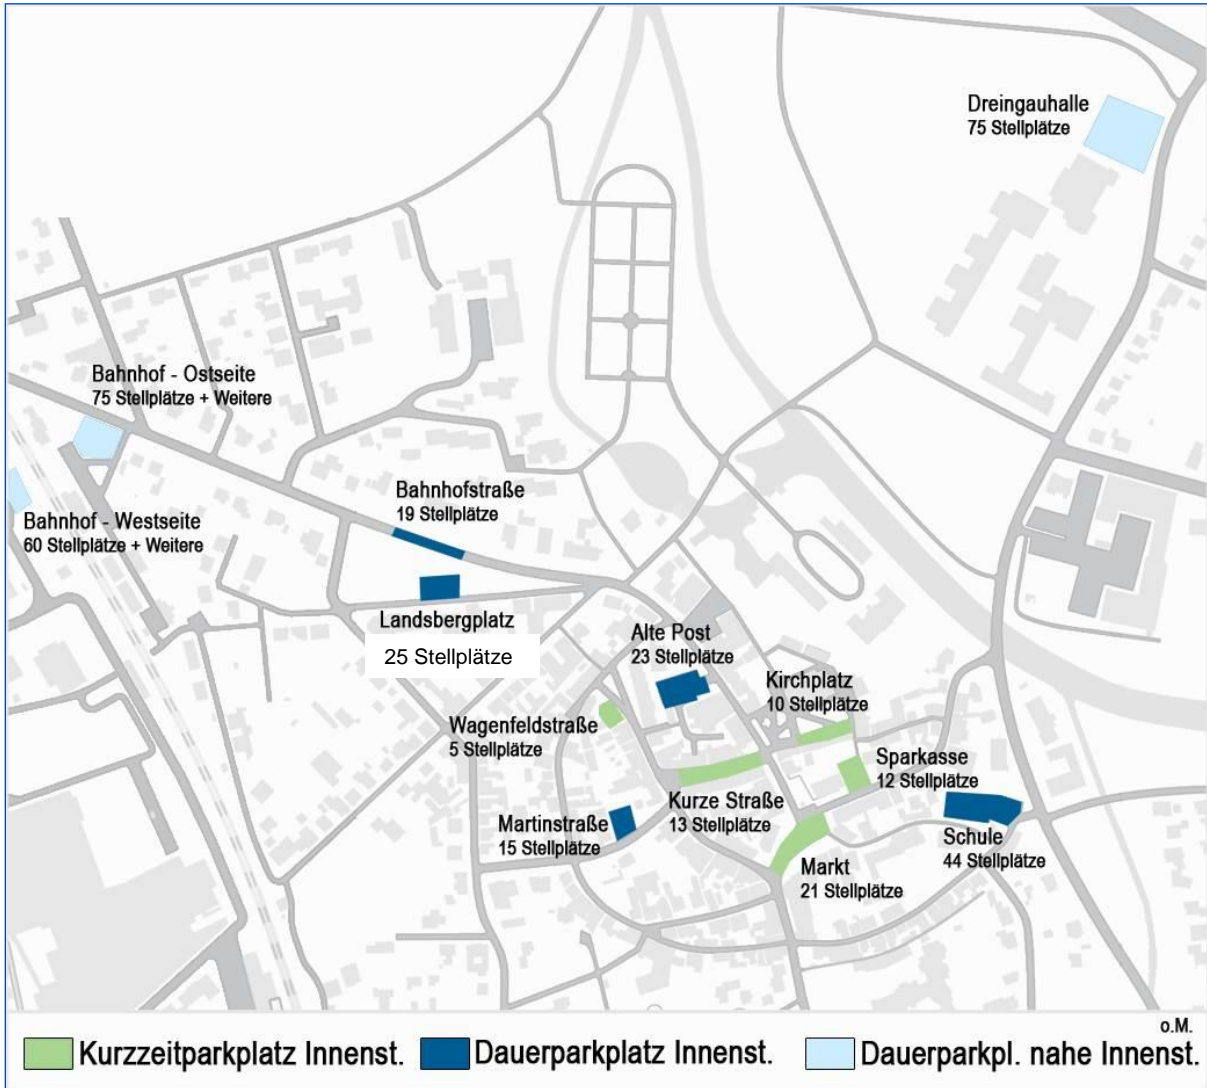 Dreingauhalle
75 Stellplätze
Bahnhof - Ostseite
75 Stellplätze + Weitere
Bahnhofstraße
19 Stellplätze
Bahnhof - Westseite
60 Stellplätze + Weitere
Landsbergplatz
25 Stellplätze
Alte Post
23 Stellplätze
Kirchplatz
10 Stellplätze
Wagenfeldstraße
5 Stellplätze
Sparkasse
12 Stellplätze
Kurze Straße
13 Stellplätze
Martinstraße
15 Stellplätze
Schule
44 Stellplätze
Markt
21 Stellplätze
o.M.
Kurzzeitparkplatz Innenst.
Dauerparkplatz Innenst.
Dauerparkpl. nahe Innenst.